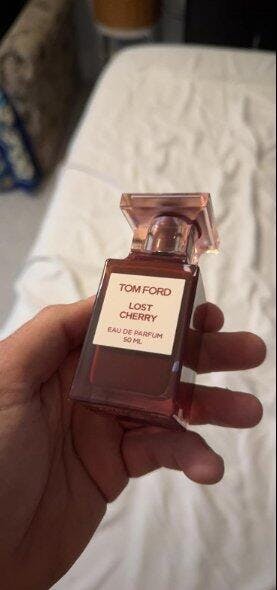 TOM FORD
LOST
CHERRY
EAU DE PARFUM
50 ML